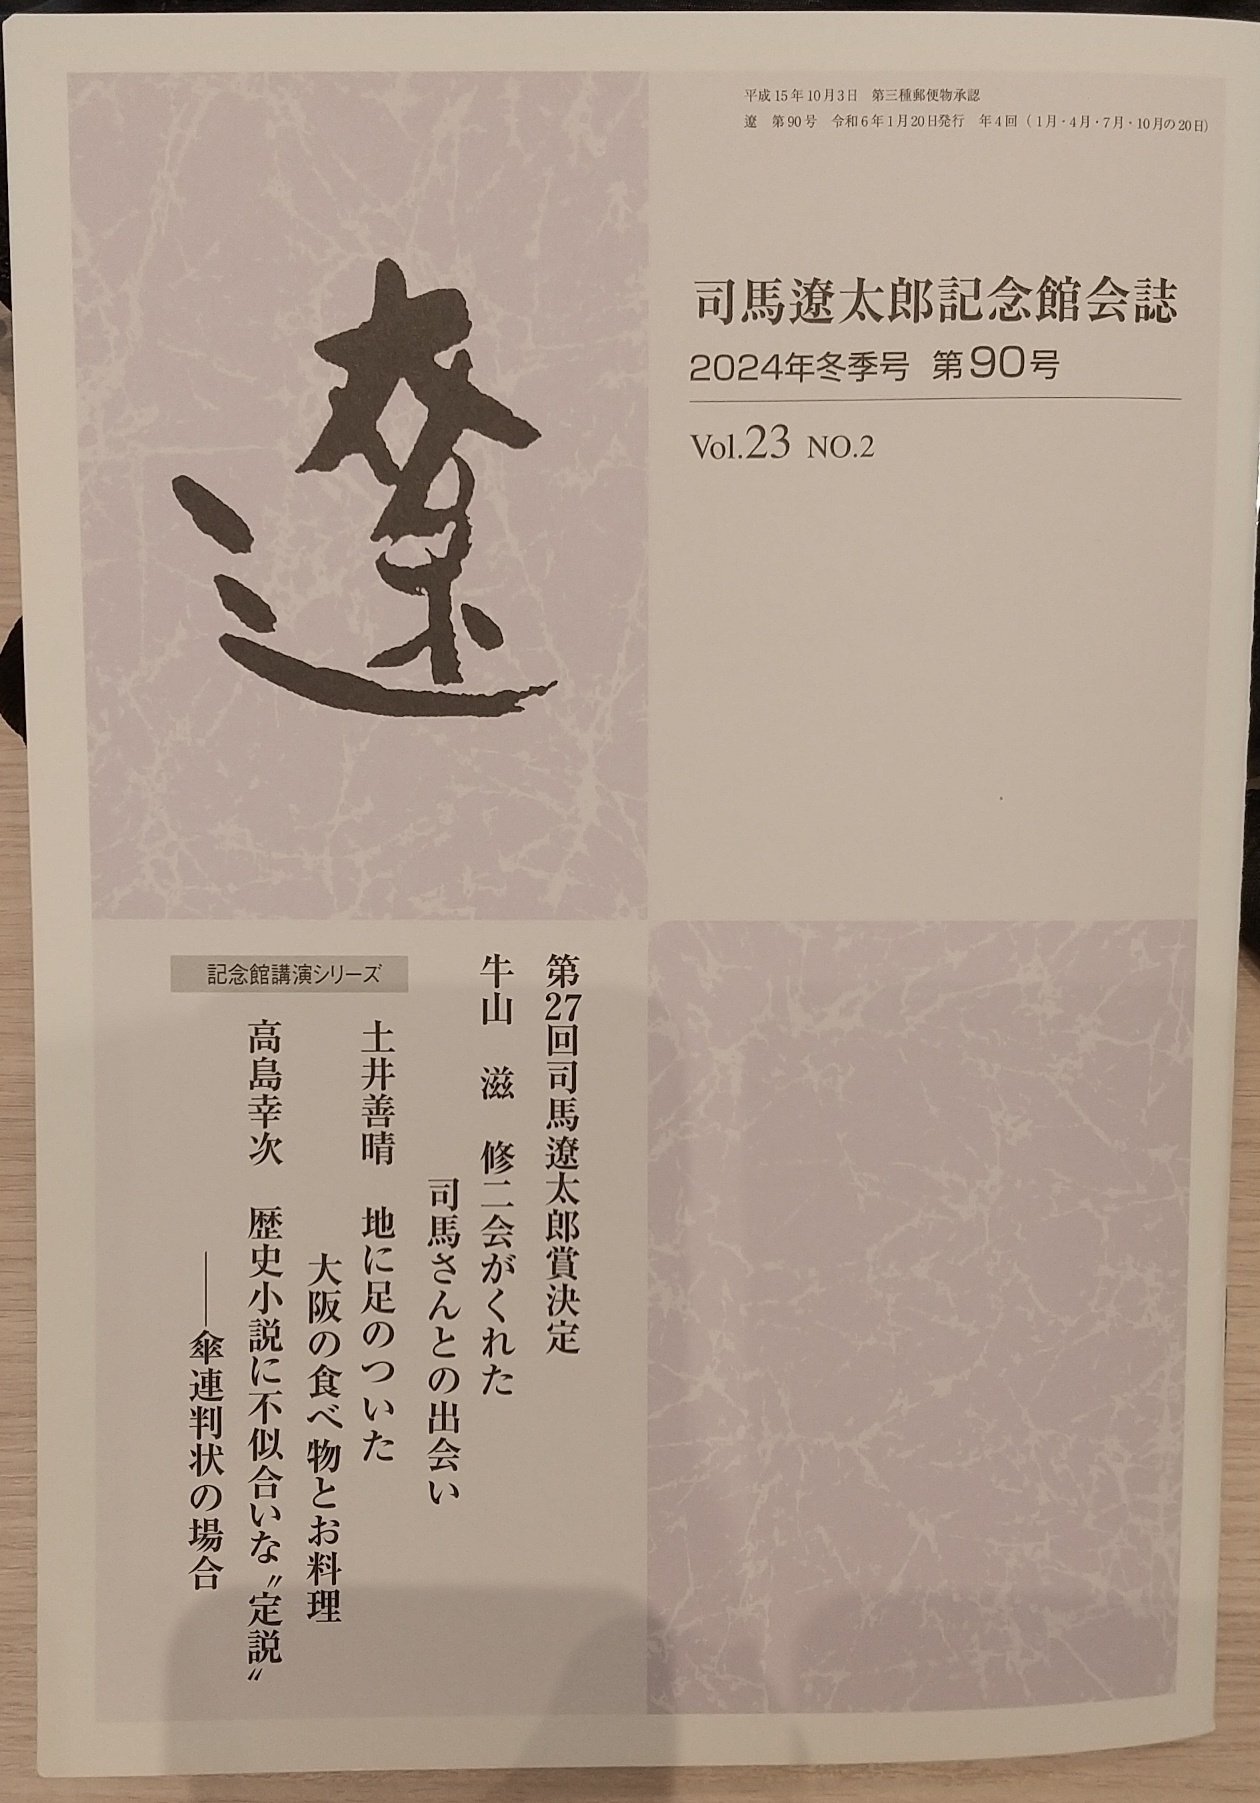 平成15年10月3日　第三種郵便物承認
遼　第90号　令和6年1月20日発行　年4回（1月・4月・7月・10月の20日）
遼
司馬遼太郎記念館会誌
2024年冬季号 第90号
Vol.23 NO.2
第27回司馬遼太郎賞決定
牛山　滋　修二会がくれた
司馬さんとの出会い
記念館講演シリーズ
土井善晴　地に足のついた
大阪の食べ物とお料理
高島幸次　歴史小説に不似合いな〝定説〟
――傘連判状の場合